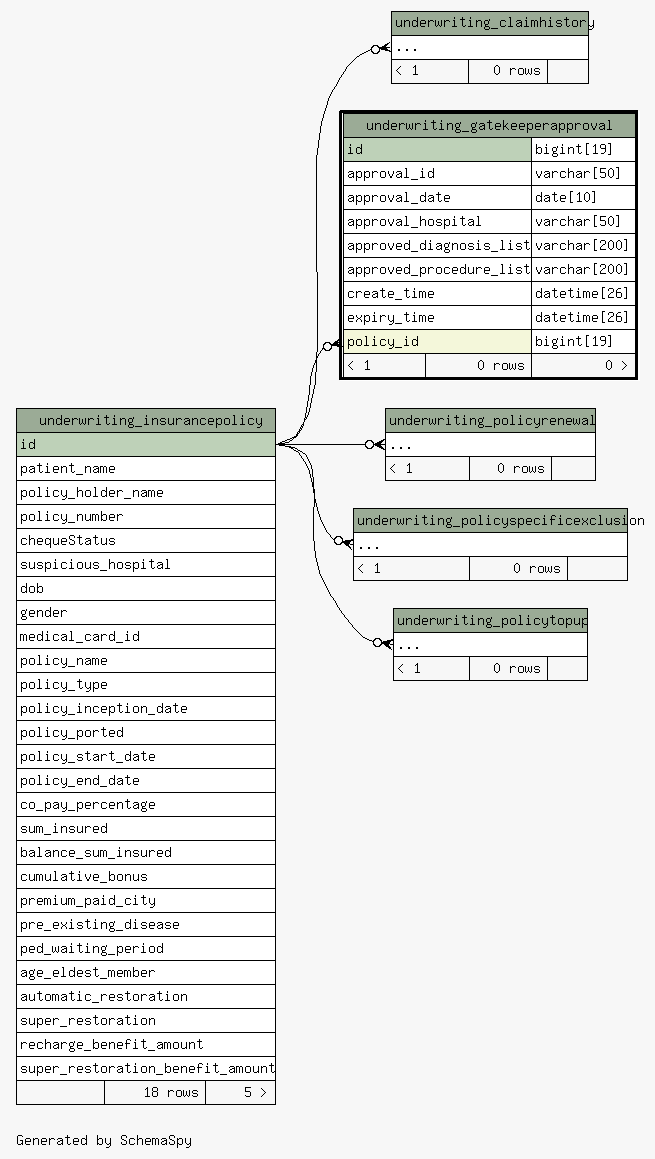 underwriting_claimhistory
...
< 1 0 rows
underwriting_gatekeeperapproval
id bigint[19]
approval_id varchar[50]
approval_date date[10]
approval_hospital varchar[50]
approved_diagnosis_list varchar[200]
approved_procedure_list varchar[200]
create_time datetime[26]
expiry_time datetime[26]
policy_id bigint[19]
< 1 0 rows 0 >
underwriting_insurancepolicy
id
patient_name
policy_holder_name
policy_number
chequeStatus
suspicious_hospital
dob
gender
medical_card_id
policy_name
policy_type
policy_inception_date
policy_ported
policy_start_date
policy_end_date
co_pay_percentage
sum_insured
balance_sum_insured
cumulative_bonus
premium_paid_city
pre_existing_disease
ped_waiting_period
age_eldest_member
automatic_restoration
super_restoration
recharge_benefit_amount
super_restoration_benefit_amount
18 rows 5 >
underwriting_policyrenewal
...
< 1 0 rows
underwriting_policyspecificexclusion
...
< 1 0 rows
underwriting_policytopup
...
< 1 0 rows
Generated by SchemaSpy